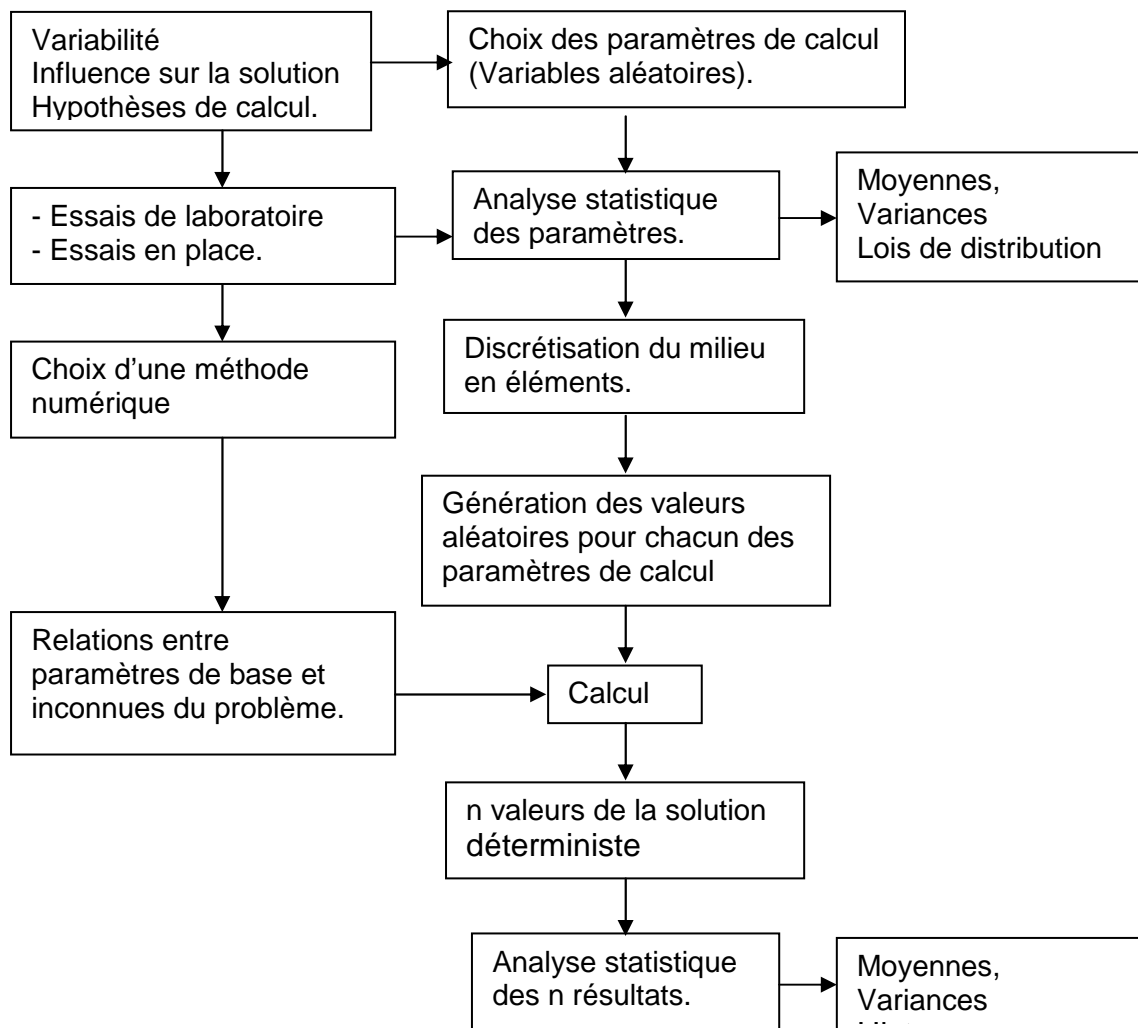 Variabilité
Influence sur la solution
Hypothèses de calcul.
Choix des paramètres de calcul
(Variables aléatoires).
- Essais de laboratoire
- Essais en place.
Analyse statistique
des paramètres.
Moyennes,
Variances
Lois de distribution
Choix d’une méthode
numérique
Discrétisation du milieu
en éléments.
Génération des valeurs
aléatoires pour chacun des
paramètres de calcul
Relations entre
paramètres de base et
inconnues du problème.
Calcul
n valeurs de la solution
déterministe
Analyse statistique
des n résultats.
Moyennes,
Variances